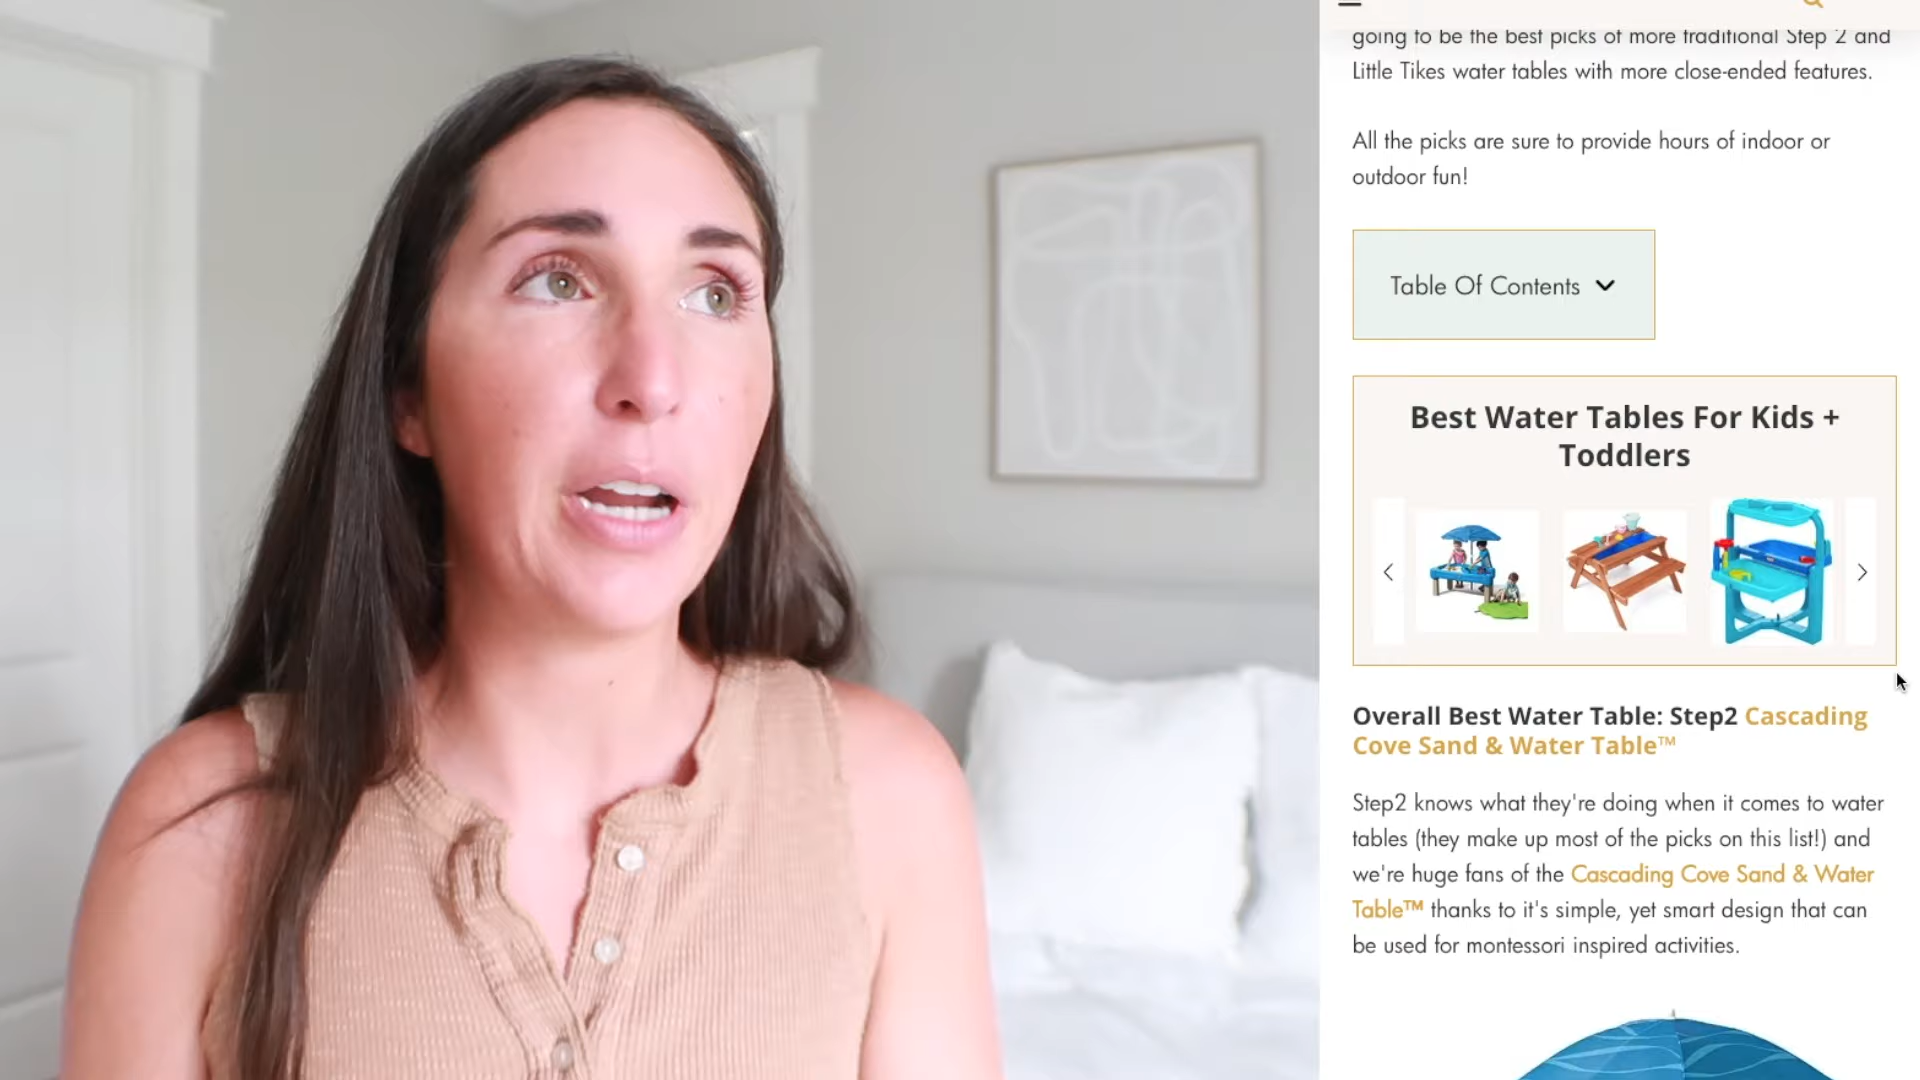 going to be the best picks of more traditional Step 2 and
Little Tikes water tables with more close-ended features.
All the picks are sure to provide hours of indoor or
outdoor fun!
Table Of Contents
Best Water Tables For Kids +
Toddlers
Overall Best Water Table: Step2 Cascading
Cove Sand & Water Table™
Step2 knows what they're doing when it comes to water
tables (they make up most of the picks on this list!) and
we're huge fans of the Cascading Cove Sand & Water
Table™ thanks to it's simple, yet smart design that can
be used for montessori inspired activities.